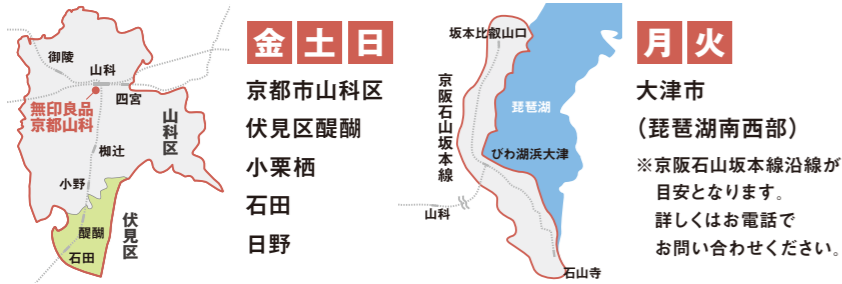 御陵
山科
四宮
無印良品
京都山科
山科区
椥辻
小野
醍醐
石田
伏見区
金 土 日
京都市山科区
伏見区醍醐
小栗栖
石田
日野
坂本比叡山口
京阪石山坂本線
琵琶湖
びわ湖浜大津
山科
石山寺
月 火
大津市
（琵琶湖南西部）
※京阪石山坂本線沿線が
目安となります。
詳しくはお電話で
お問い合わせください。